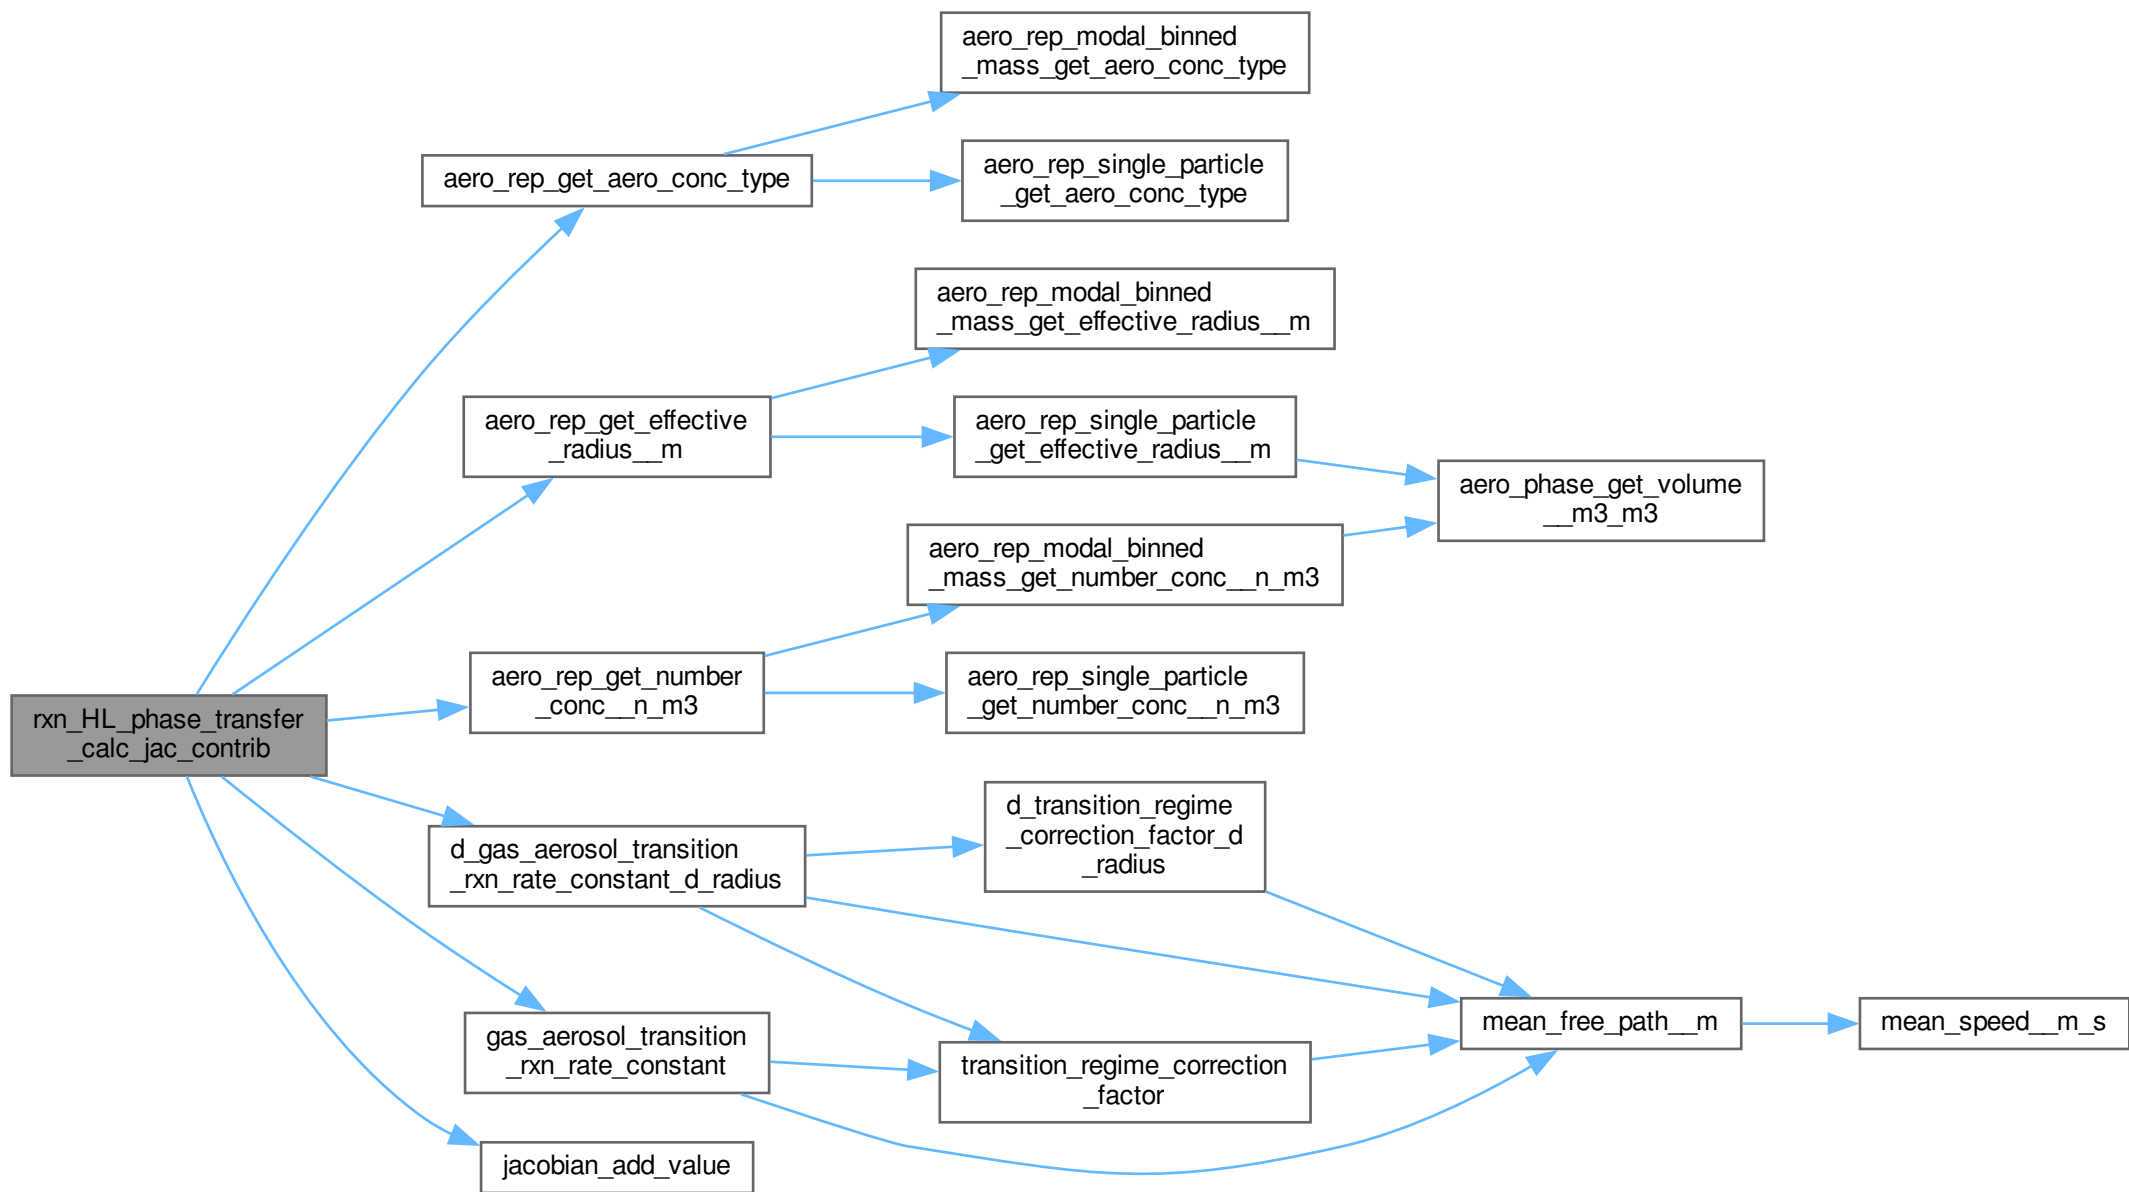 rxn_HL_phase_transfer
_calc_jac_contrib
aero_rep_get_aero_conc_type
aero_rep_modal_binned
_mass_get_aero_conc_type
aero_rep_single_particle
_get_aero_conc_type
aero_rep_get_effective
_radius__m
aero_rep_modal_binned
_mass_get_effective_radius__m
aero_rep_single_particle
_get_effective_radius__m
aero_phase_get_volume
__m3_m3
aero_rep_get_number
_conc__n_m3
aero_rep_modal_binned
_mass_get_number_conc__n_m3
aero_rep_single_particle
_get_number_conc__n_m3
d_gas_aerosol_transition
_rxn_rate_constant_d_radius
d_transition_regime
_correction_factor_d
_radius
mean_free_path__m
mean_speed__m_s
gas_aerosol_transition
_rxn_rate_constant
transition_regime_correction
_factor
jacobian_add_value